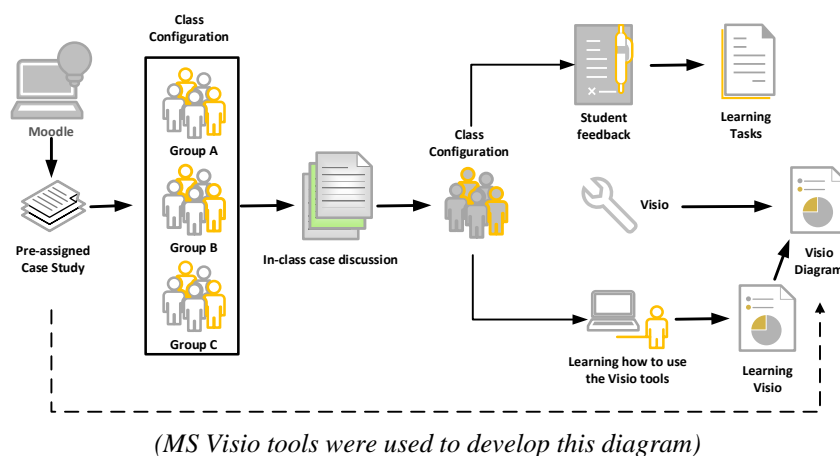 Class
Configuration
Moodle
Pre-assigned
Case Study
Group A
Group B
Group C
In-class case discussion
Class
Configuration
Student
feedback
Learning
Tasks
Visio
Visio
Diagram
Learning how to use
the Visio tools
Learning
Visio
(MS Visio tools were used to develop this diagram)